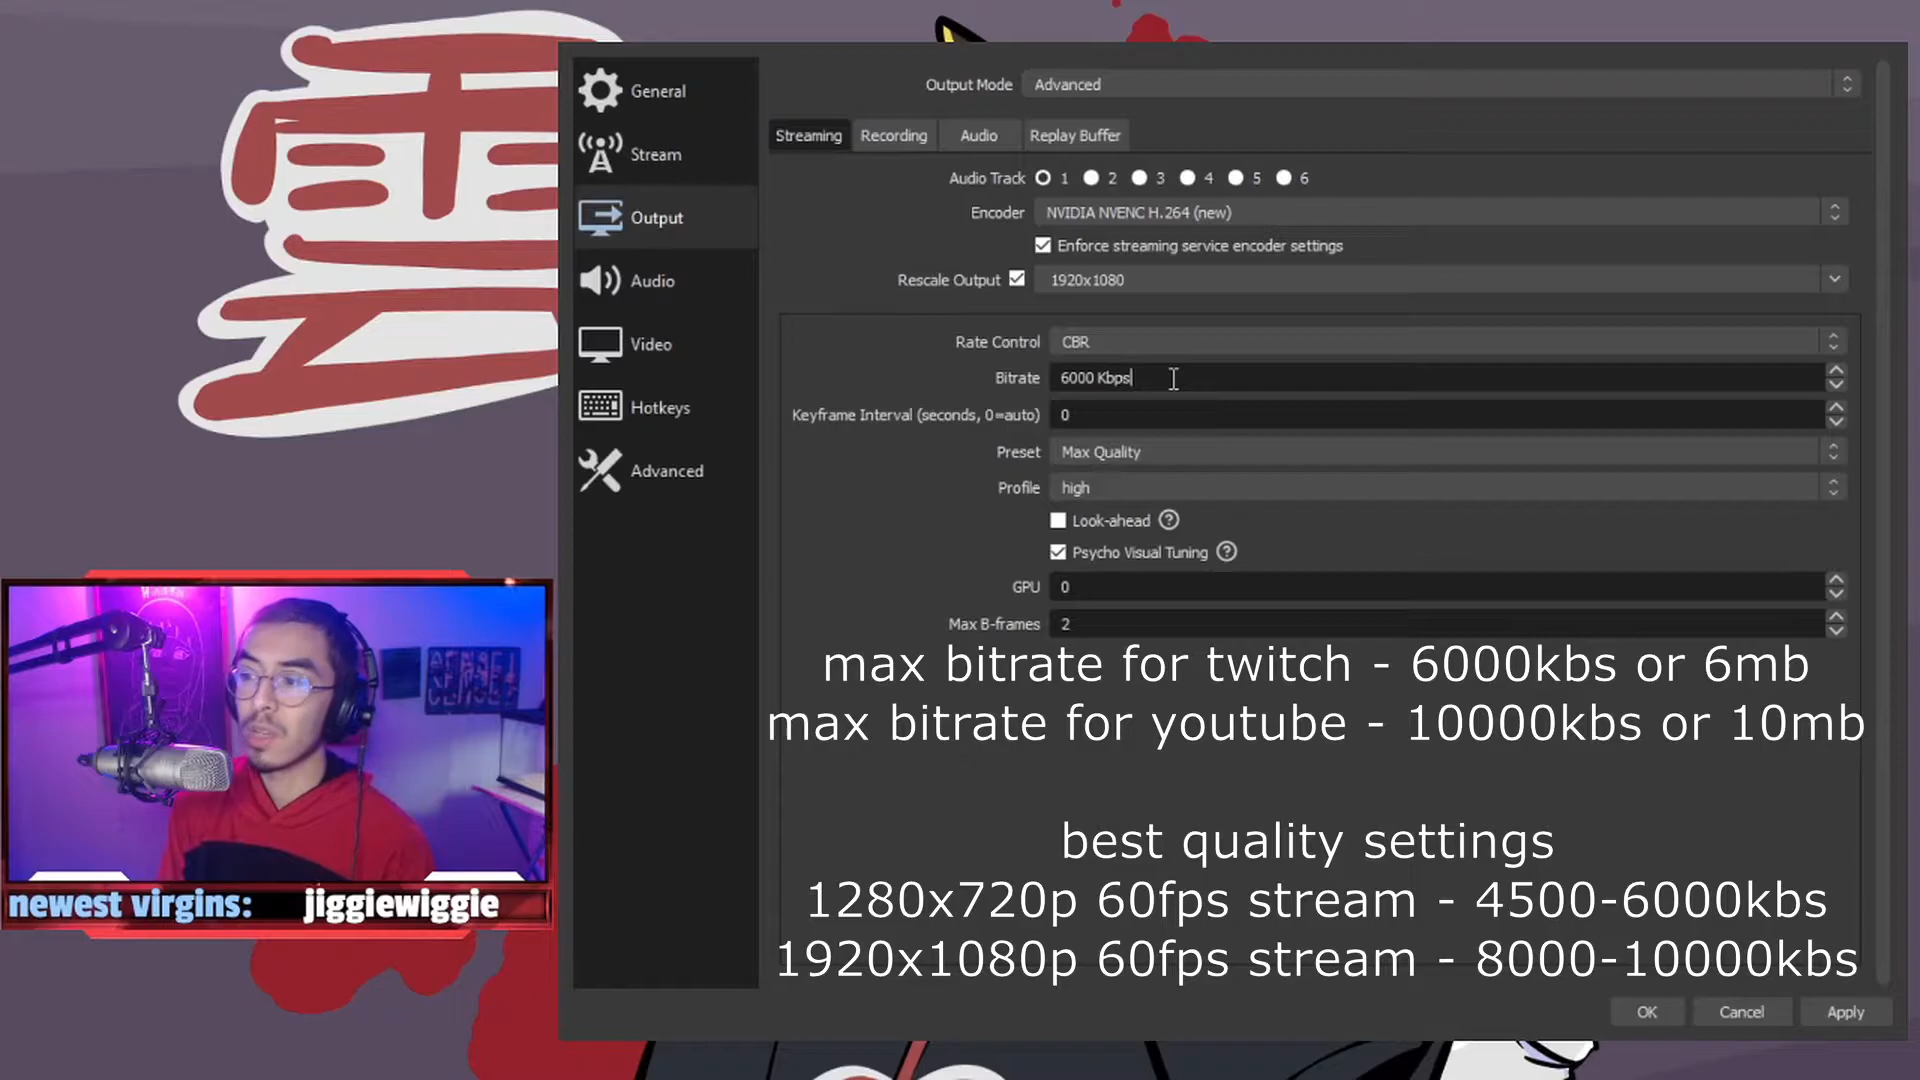 雲
General
Stream
Output
Audio
Video
Hotkeys
Advanced
Output Mode Advanced
Streaming Recording Audio Replay Buffer
Audio Track 1 2 3 4 5 6
Encoder NVIDIA NVENC H.264 (new)
Enforce streaming service encoder settings
Rescale Output 1920x1080
Rate Control CBR
Bitrate 6000 Kbps
Keyframe Interval (seconds, 0=auto) 0
Preset Max Quality
Profile high
Look-ahead ?
Psycho Visual Tuning ?
GPU 0
Max B-frames 2
max bitrate for twitch - 6000kbs or 6mb
max bitrate for youtube - 10000kbs or 10mb
best quality settings
1280x720p 60fps stream - 4500-6000kbs
1920x1080p 60fps stream - 8000-10000kbs
OK Cancel Apply
newest virgins: jiggiewiggie